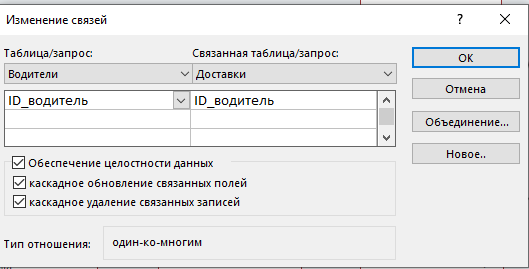 Изменение связей
? ×
Таблица/запрос: Связанная таблица/запрос:
Водители Доставки
ID_водитель ID_водитель
Обеспечение целостности данных
каскадное обновление связанных полей
каскадное удаление связанных записей
Тип отношения: один-ко-многим
ОК
Отмена
Объединение...
Новое..